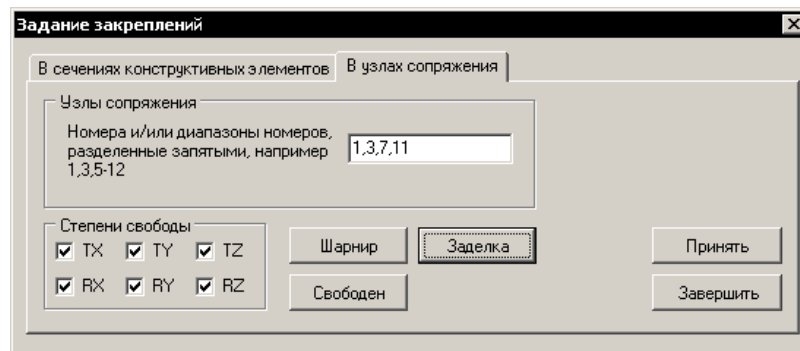 Задание закреплений
В сечениях конструктивных элементов В узлах сопряжения
Узлы сопряжения
Номера и/или диапазоны номеров,
разделенные запятыми, например
1,3,5-12
1,3,7,11
Степени свободы
TX TY TZ
RX RY RZ
Шарнир Заделка Принять
Свободен Завершить